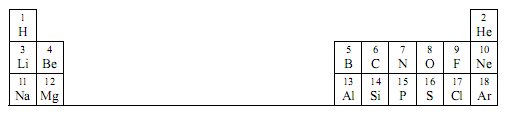 1 2
H He
3 4 5 6 7 8 9 10
Li Be B C N O F Ne
11 12 13 14 15 16 17 18
Na Mg Al Si P S Cl Ar